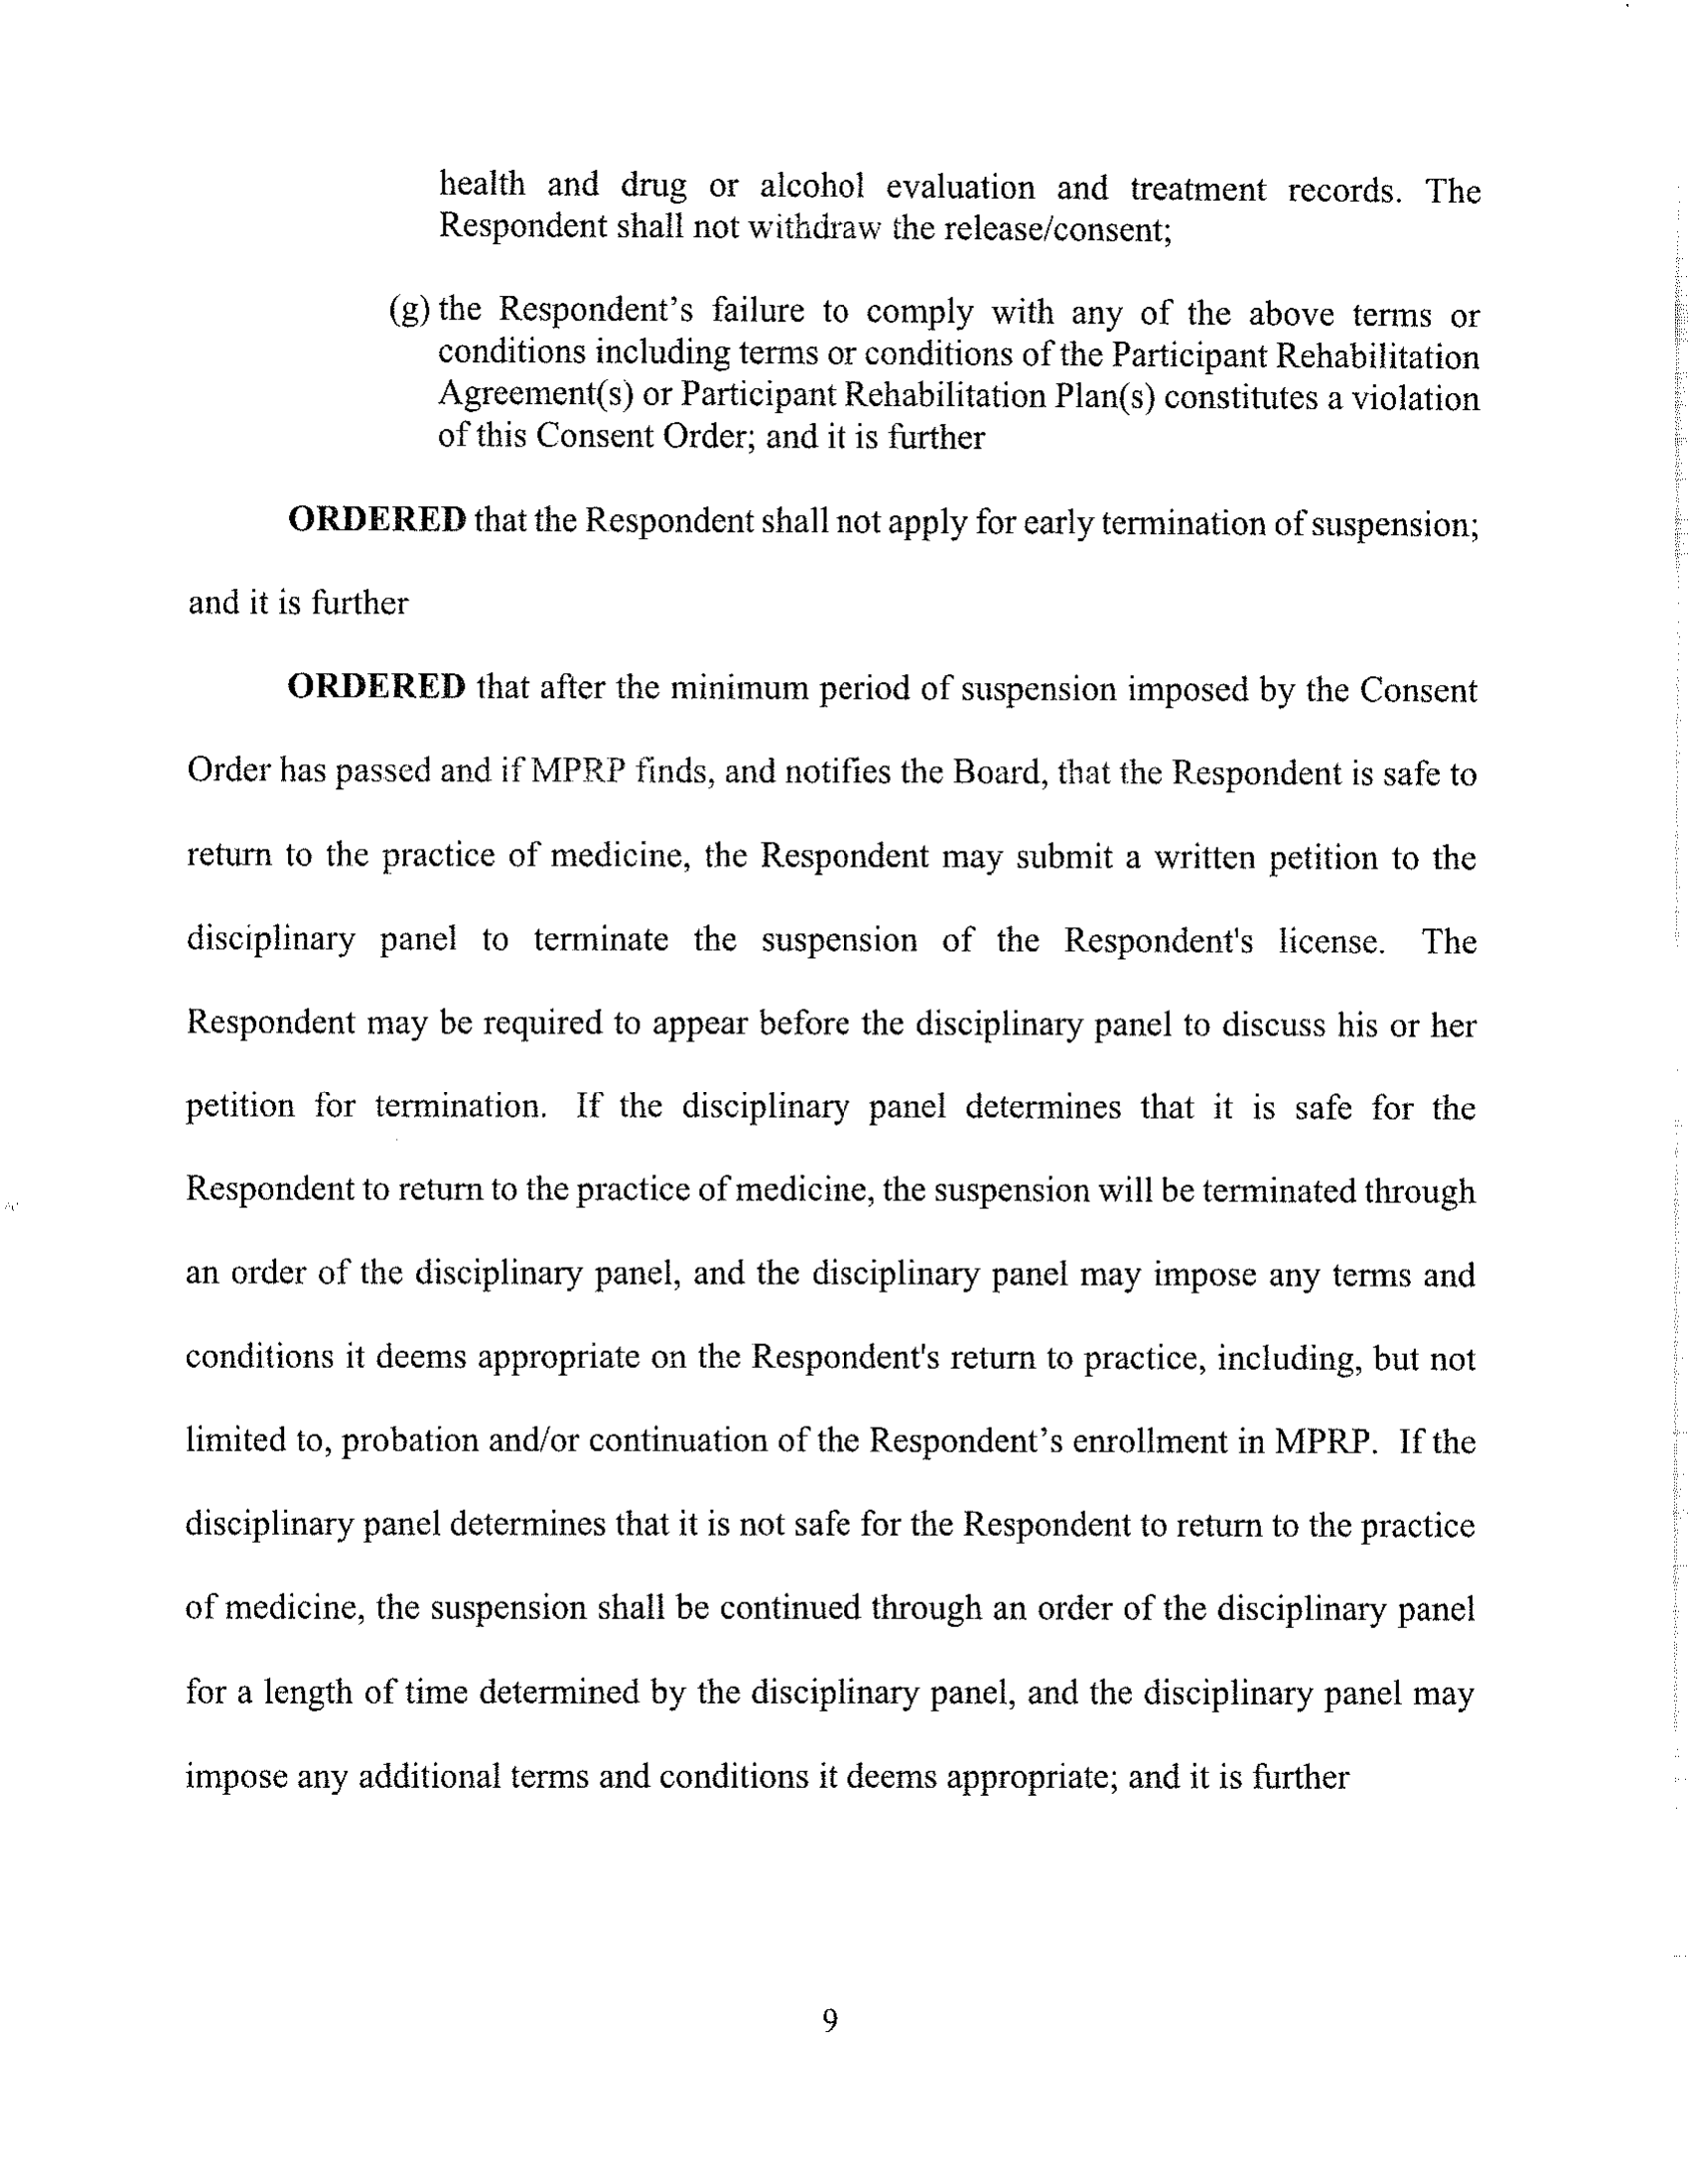 health and drug or alcohol evaluation and treatment records. The
Respondent shall not withdraw the release/consent;
(g) the Respondent's failure to comply with any of the above terms or
conditions including terms or conditions of the Participant Rehabilitation
Agreement(s) or Participant Rehabilitation Plan(s) constitutes a violation
of this Consent Order; and it is further
ORDERED that the Respondent shall not apply for early termination of suspension;
and it is further
ORDERED that after the minimum period of suspension imposed by the Consent
Order has passed and if MPRP finds, and notifies the Board, that the Respondent is safe to
return to the practice of medicine, the Respondent may submit a written petition to the
disciplinary panel to terminate the suspension of the Respondent's license. The
Respondent may be required to appear before the disciplinary panel to discuss his or her
petition for termination. If the disciplinary panel determines that it is safe for the
Respondent to return to the practice of medicine, the suspension will be terminated through
an order of the disciplinary panel, and the disciplinary panel may impose any terms and
conditions it deems appropriate on the Respondent's return to practice, including, but not
limited to, probation and/or continuation of the Respondent's enrollment in MPRP. If the
disciplinary panel determines that it is not safe for the Respondent to return to the practice
of medicine, the suspension shall be continued through an order of the disciplinary panel
for a length of time determined by the disciplinary panel, and the disciplinary panel may
impose any additional terms and conditions it deems appropriate; and it is further
9